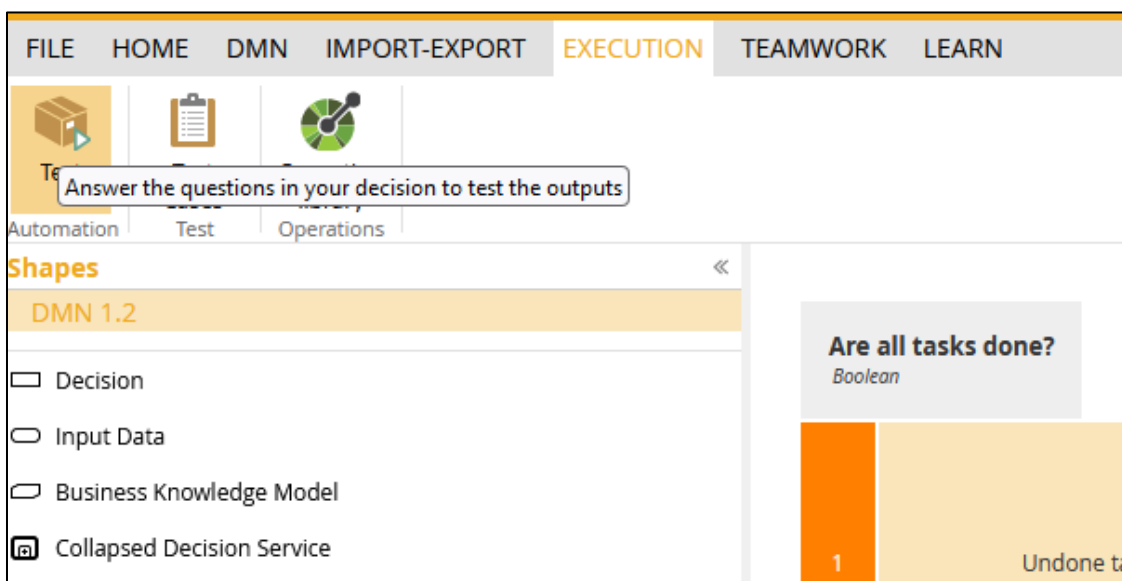 FILE HOME DMN IMPORT-EXPORT EXECUTION TEAMWORK LEARN
Answer the questions in your decision to test the outputs
Automation Test Operations
Shapes
DMN 1.2
Are all tasks done?
Boolean
Decision
Input Data
Business Knowledge Model
Collapsed Decision Service
1 Undone